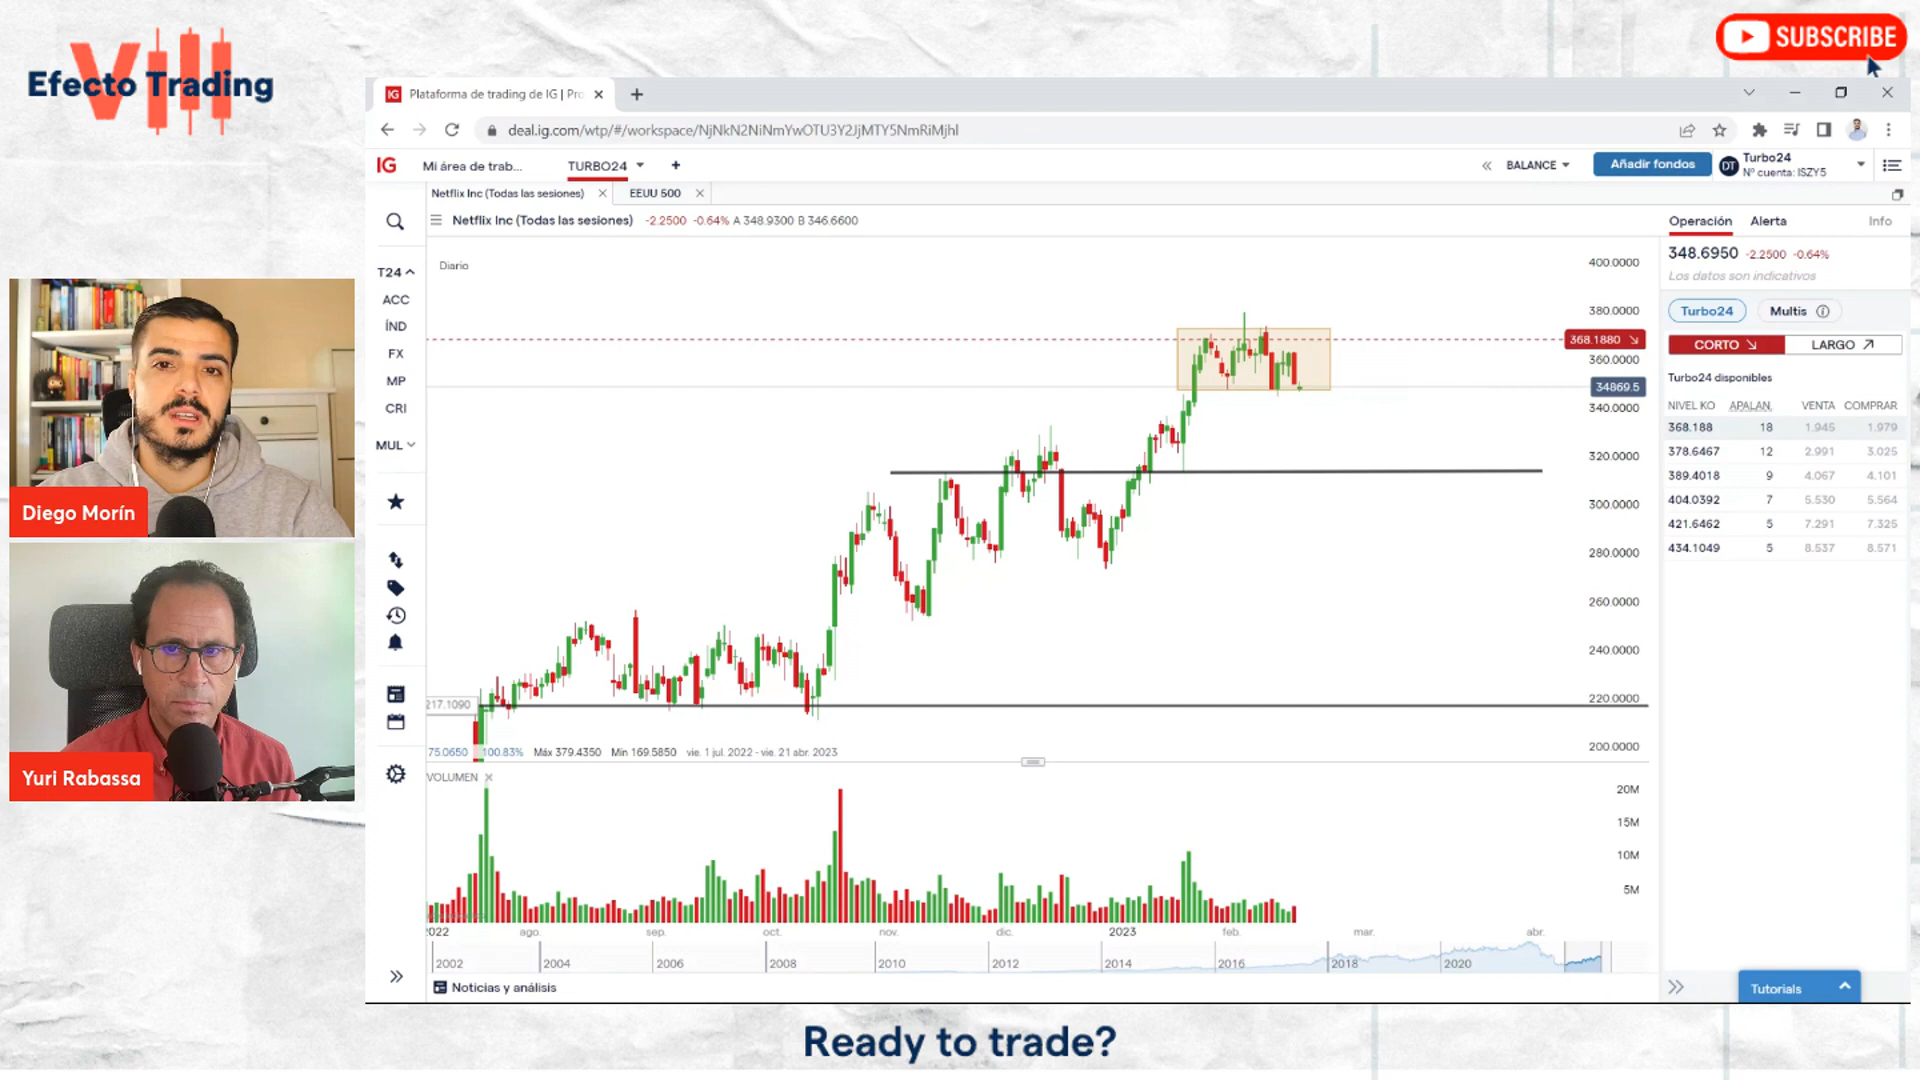 Efecto Trading
SUBSCRIBE
IG
Plataforma de trading de IG | Pro
deal.ig.com/wtp/#/workspace/NjNkN2NiNmYwOTU3Y2JjMTY5NmRiMjhl
IG
Mi área de trab...
TURBO24
BALANCE
Añadir fondos
DT
Turbo24
Nº cuenta: ISZY5
Netflix Inc (Todas las sesiones)
EEUU 500
Netflix Inc (Todas las sesiones) -2.2500 -0.64% A 348.9300 B 346.6600
Diario
T24
ACC
ÍND
FX
MP
CRI
MUL
400.0000
380.0000
368.1880
360.0000
34869.5
340.0000
320.0000
300.0000
280.0000
260.0000
240.0000
220.0000
200.0000
217.1090
75.0650 100.83% Máx 379.4350 Mín 169.5850 vie. 1 jul. 2022 - vie. 21 abr. 2023
VOLUMEN
20M
15M
10M
5M
ago. sep. oct. nov. dic. 2023 feb. mar. abr.
2002 2004 2006 2008 2010 2012 2014 2016 2018 2020
Noticias y análisis
Operación Alerta Info
348.6950 -2.2500 -0.64%
Los datos son indicativos
Turbo24 Multis
CORTO LARGO
Turbo24 disponibles
NIVEL KO APALAN. VENTA COMPRAR
368.188 18 1.945 1.979
378.6467 12 2.991 3.025
389.4018 9 4.067 4.101
404.0392 7 5.530 5.564
421.6462 5 7.291 7.325
434.1049 5 8.537 8.571
Tutorials
Diego Morín
Yuri Rabassa
Ready to trade?